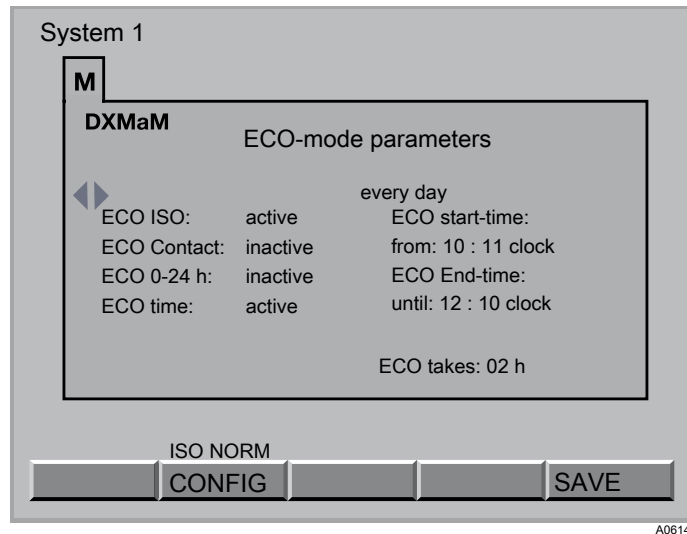 System 1
M
DXMaM
ECO-mode parameters
every day
ECO ISO: active
ECO start-time:
ECO Contact: inactive
from: 10 : 11 clock
ECO 0-24 h: inactive
ECO End-time:
ECO time: active
until: 12 : 10 clock
ECO takes: 02 h
ISO NORM
CONFIG
SAVE
A0614